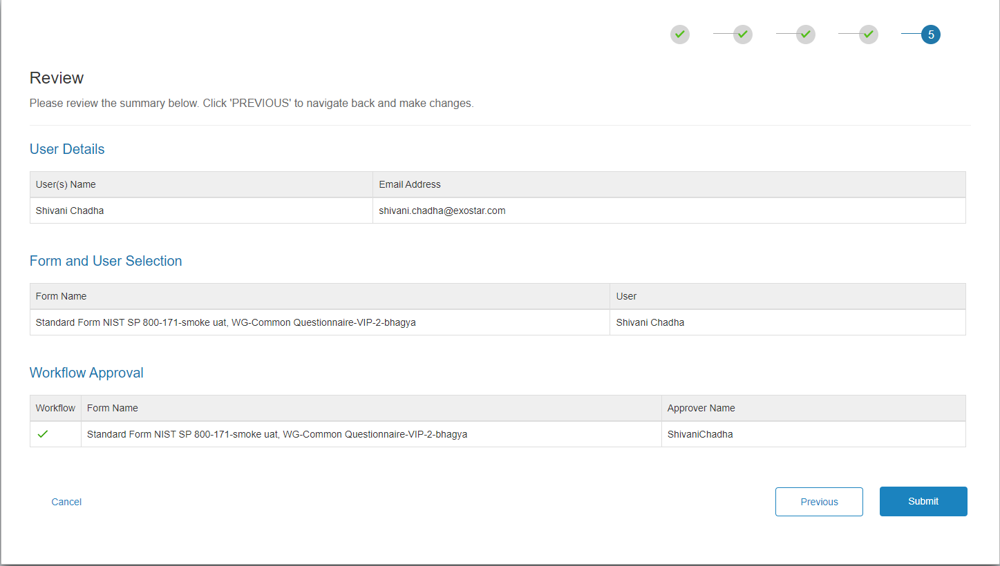 5
Review
Please review the summary below. Click 'PREVIOUS' to navigate back and make changes.
User Details
User(s) Name Email Address
Shivani Chadha shivani.chadha@exostar.com
Form and User Selection
Form Name User
Standard Form NIST SP 800-171-smoke uat, WG-Common Questionnaire-VIP-2-bhagya Shivani Chadha
Workflow Approval
Workflow Form Name Approver Name
Standard Form NIST SP 800-171-smoke uat, WG-Common Questionnaire-VIP-2-bhagya ShivaniChadha
Cancel Previous Submit